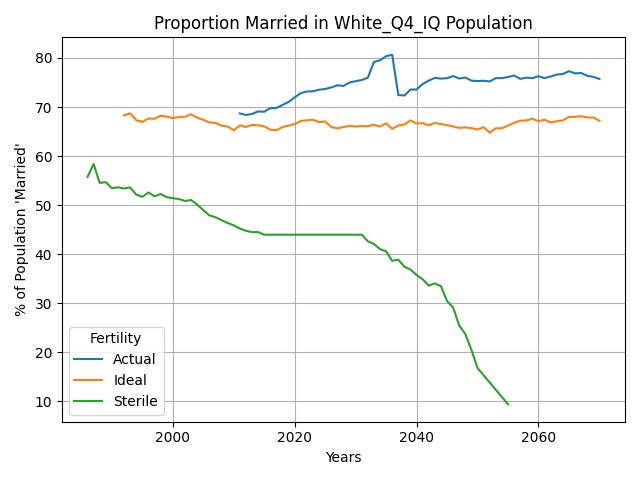 Proportion Married in White_Q4_IQ Population
% of Population 'Married'
80
70
60
50
40
30
20
10
Fertility
Actual
Ideal
Sterile
2000
2020
2040
2060
Years